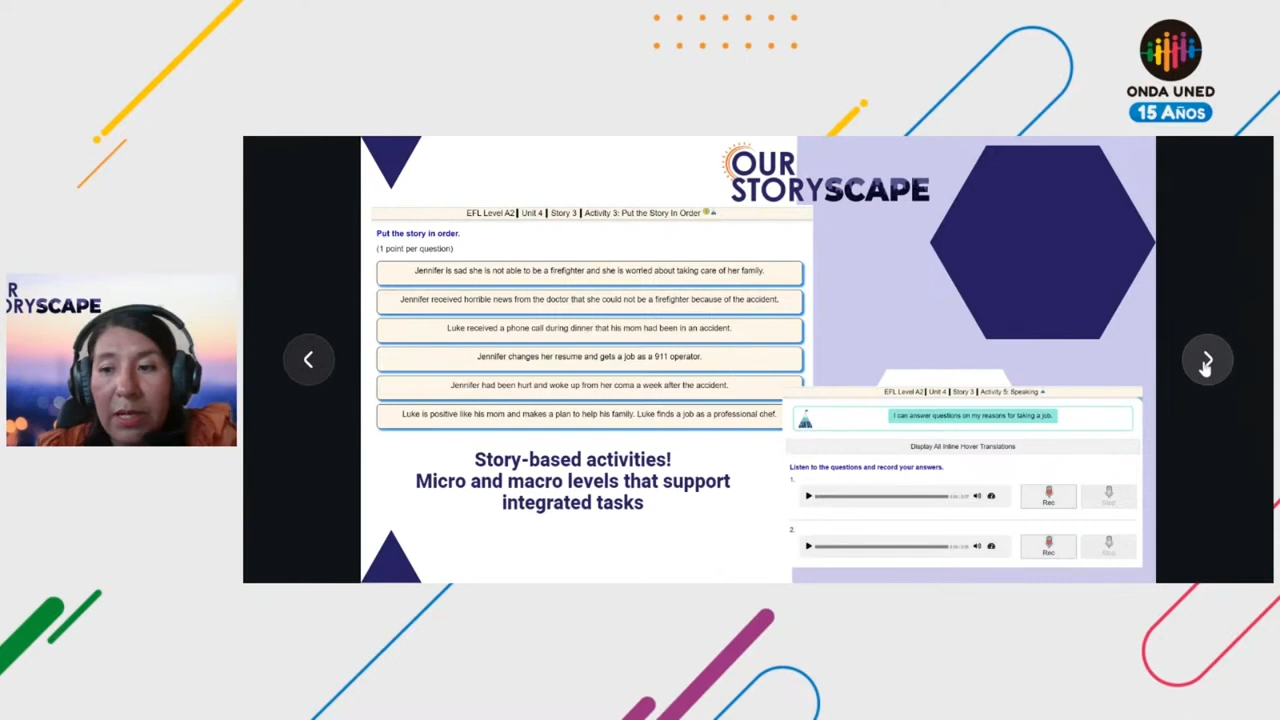 ONDA UNED
15 AÑOS
OUR
STORYSCAPE
EFL Level A2 | Unit 4 | Story 3 | Activity 3: Put the Story In Order
Put the story in order.
(1 point per question)
Jennifer is sad she is not able to be a firefighter and she is worried about taking care of her family.
Jennifer received horrible news from the doctor that she could not be a firefighter because of the accident.
Luke received a phone call during dinner that his mom had been in an accident.
Jennifer changes her resume and gets a job as a 911 operator.
Jennifer had been hurt and woke up from her coma a week after the accident.
Luke is positive like his mom and makes a plan to help his family. Luke finds a job as a professional chef.
Story-based activities!
Micro and macro levels that support
integrated tasks
EFL Level A2 | Unit 4 | Story 3 | Activity 5: Speaking
I can answer questions on my reasons for taking a job.
Display All Inline Hover Translations
Listen to the questions and record your answers.
1.
Rec
2.
Rec
R
RYSCAPE